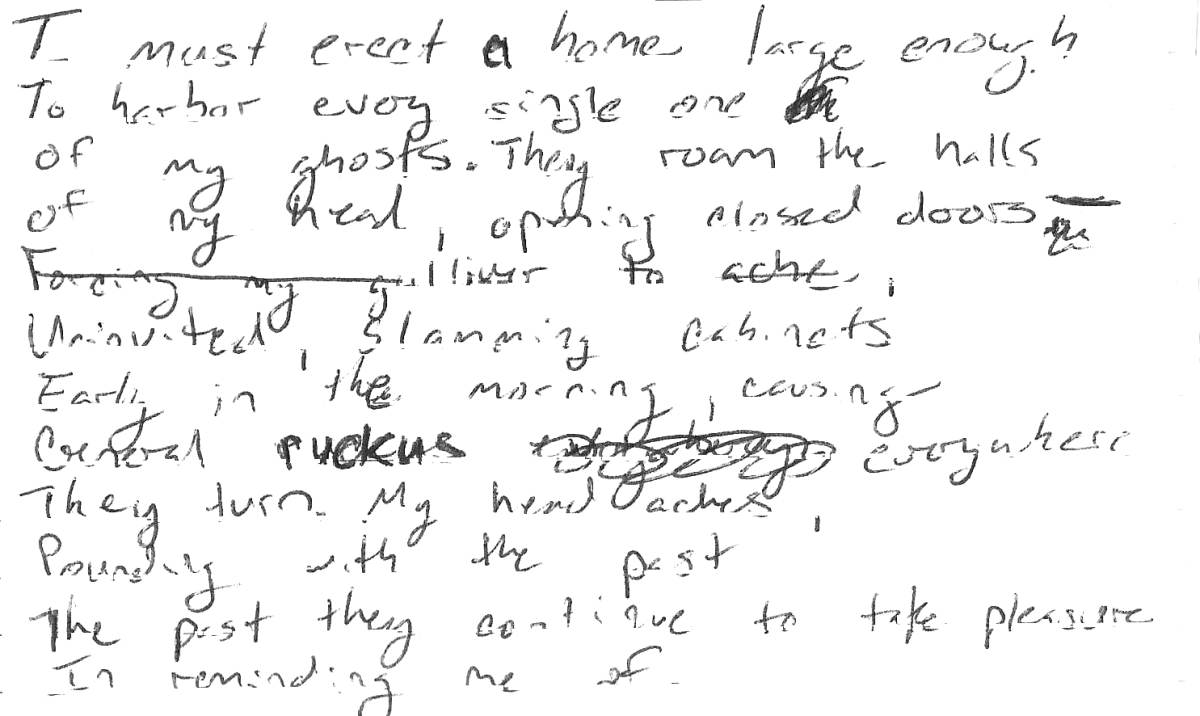 I must erect a home large enough
To harbor every single one
of my ghosts. They roam the halls
of my head, opening closed doors
Forcing my gulliver to ache,
Uninvited, slamming cabinets
Early in the morning, causing
General ruckus everywhere
They turn. My head aches,
Pounding with the past
The past they continue to take pleasure
In reminding me of.